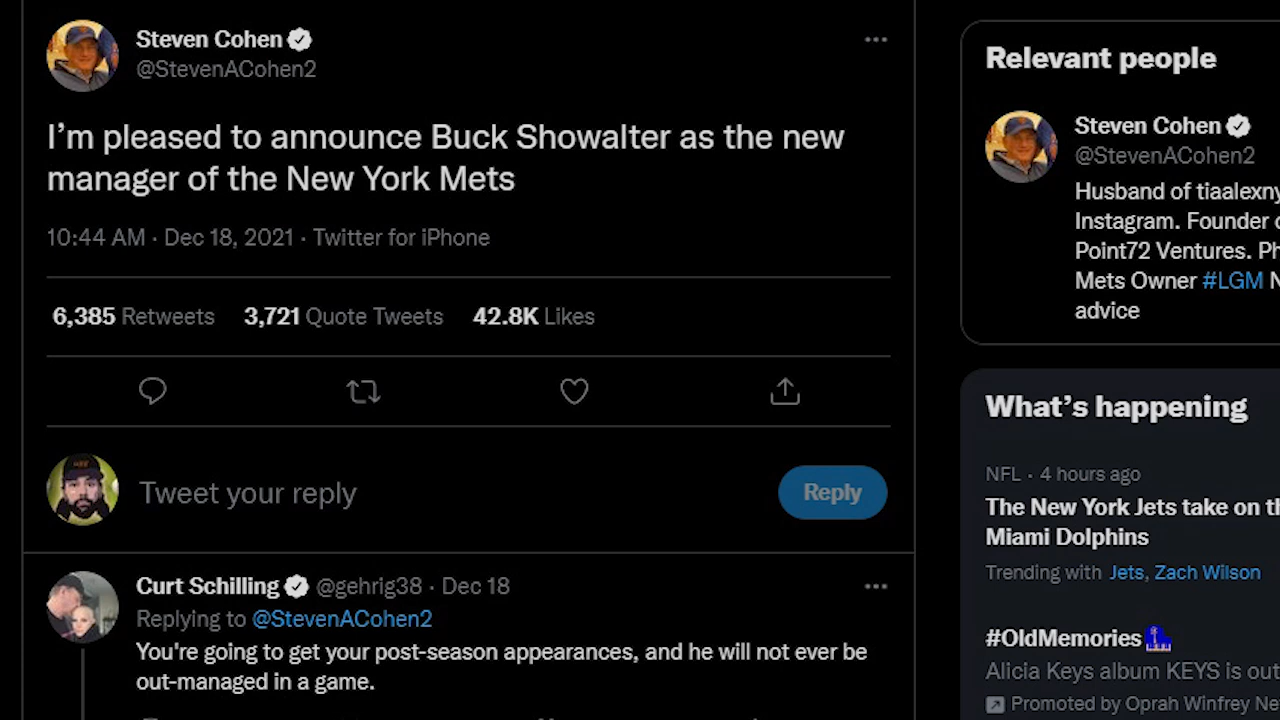 Steven Cohen
@StevenACohen2
I'm pleased to announce Buck Showalter as the new
manager of the New York Mets
10:44 AM · Dec 18, 2021 · Twitter for iPhone
6,385 Retweets 3,721 Quote Tweets 42.8K Likes
Tweet your reply
Reply
Curt Schilling @gehrig38 · Dec 18
Replying to @StevenACohen2
You're going to get your post-season appearances, and he will not ever be
out-managed in a game.
Relevant people
Steven Cohen
@StevenACohen2
Husband of tiaalexny
Instagram. Founder
Point72 Ventures.
Mets Owner #LGM
advice
What's happening
NFL · 4 hours ago
The New York Jets take on
Miami Dolphins
Trending with Jets, Zach Wilson
#OldMemories
Alicia Keys album KEYS is out
Promoted by Oprah Winfrey